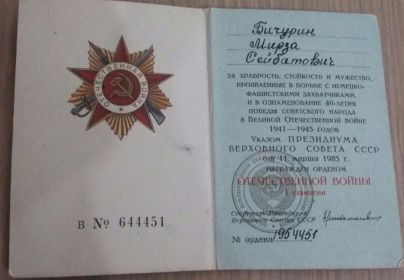 ОТЕЧЕСТВЕННАЯ ВОЙНА
В № 644451
Бичурин
Мирза
Сейбатович
ЗА ХРАБРОСТЬ, СТОЙКОСТЬ И МУЖЕСТВО,
ПРОЯВЛЕННЫЕ В БОРЬБЕ С НЕМЕЦКО-
ФАШИСТСКИМИ ЗАХВАТЧИКАМИ,
И В ОЗНАМЕНОВАНИЕ 40-ЛЕТИЯ
ПОБЕДЫ СОВЕТСКОГО НАРОДА
В ВЕЛИКОЙ ОТЕЧЕСТВЕННОЙ ВОЙНЕ
1941—1945 ГОДОВ
УКАЗОМ ПРЕЗИДИУМА
ВЕРХОВНОГО СОВЕТА СССР
от 11 марта 1985 г.
НАГРАЖДЕН ОРДЕНОМ
ОТЕЧЕСТВЕННОЙ ВОЙНЫ
I степени
Секретарь Президиума
Верховного Совета СССР
№ ордена 1954451